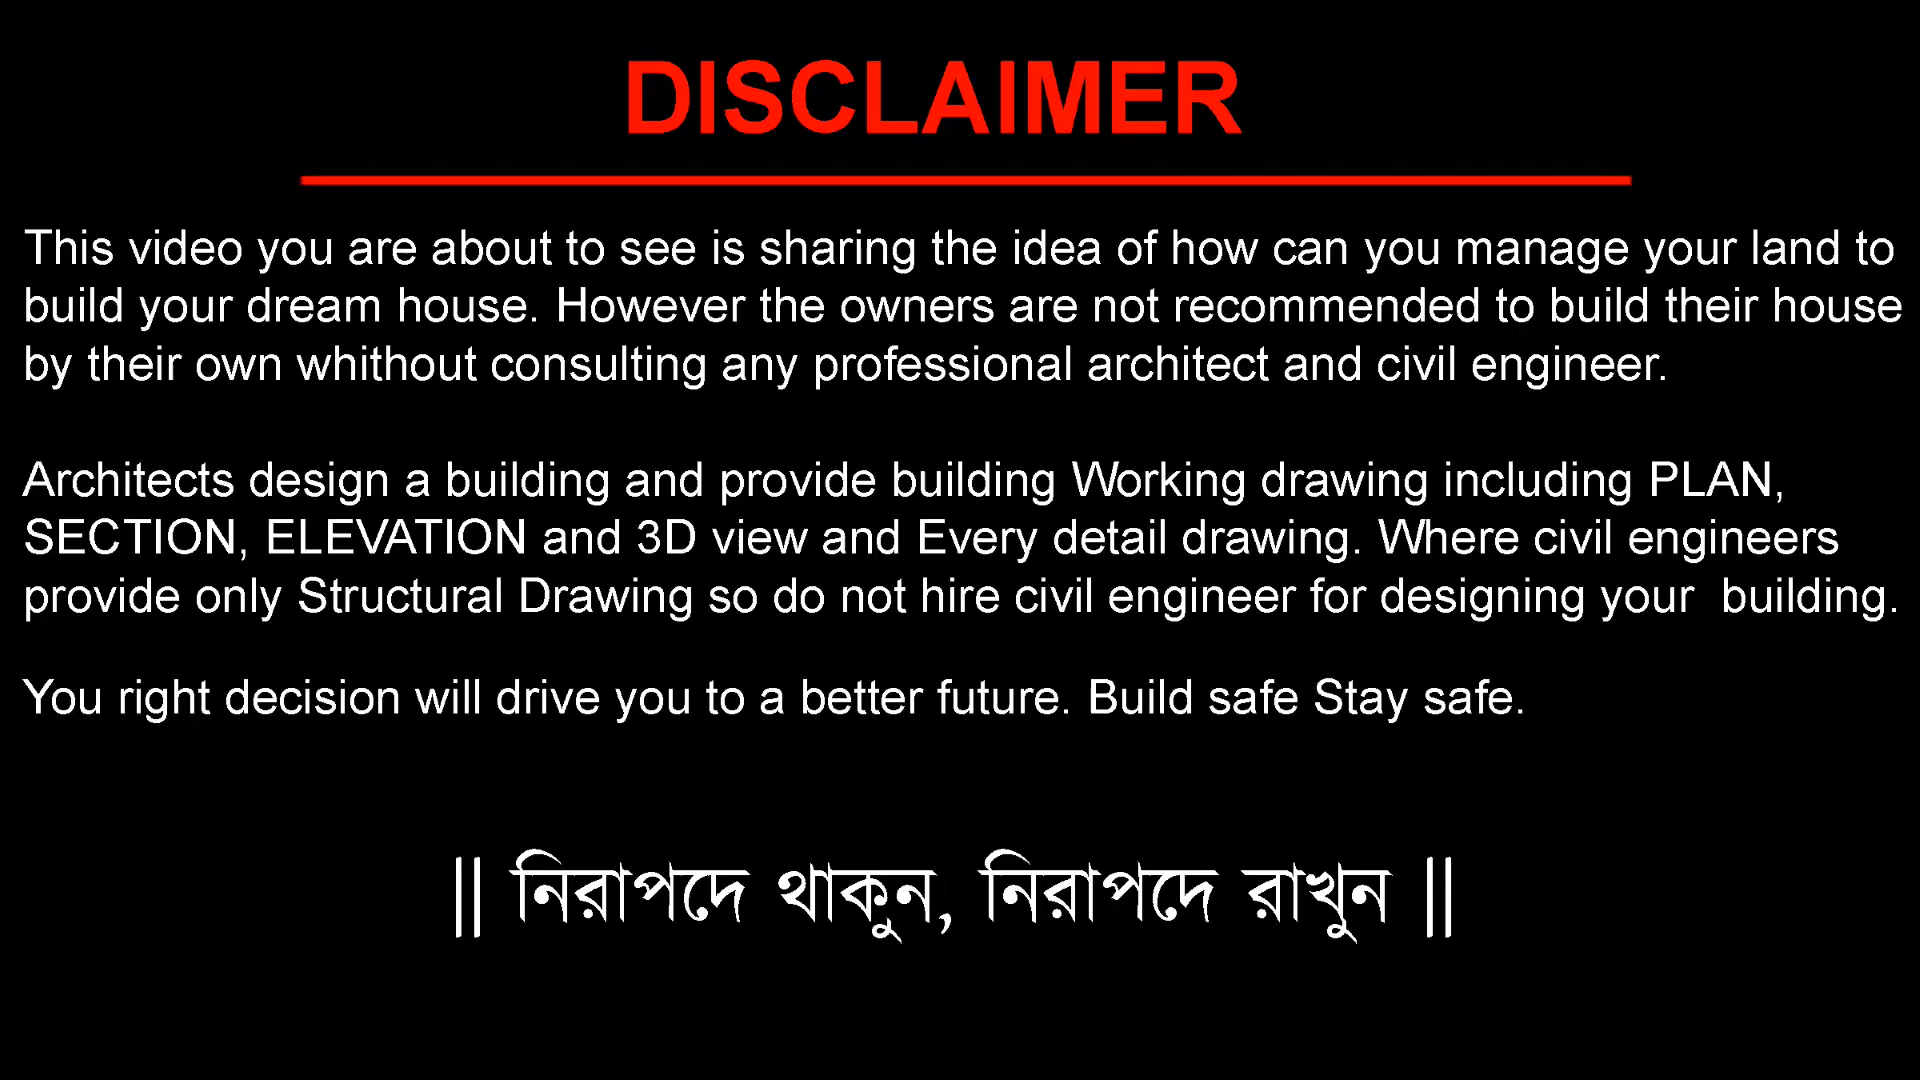 DISCLAIMER
This video you are about to see is sharing the idea of how can you manage your land to
build your dream house. However the owners are not recommended to build their house
by their own whithout consulting any professional architect and civil engineer.
Architects design a building and provide building Working drawing including PLAN,
SECTION, ELEVATION and 3D view and Every detail drawing. Where civil engineers
provide only Structural Drawing so do not hire civil engineer for designing your  building.
You right decision will drive you to a better future. Build safe Stay safe.
|| নিরাপদে থাকুন, নিরাপদে রাখুন ||